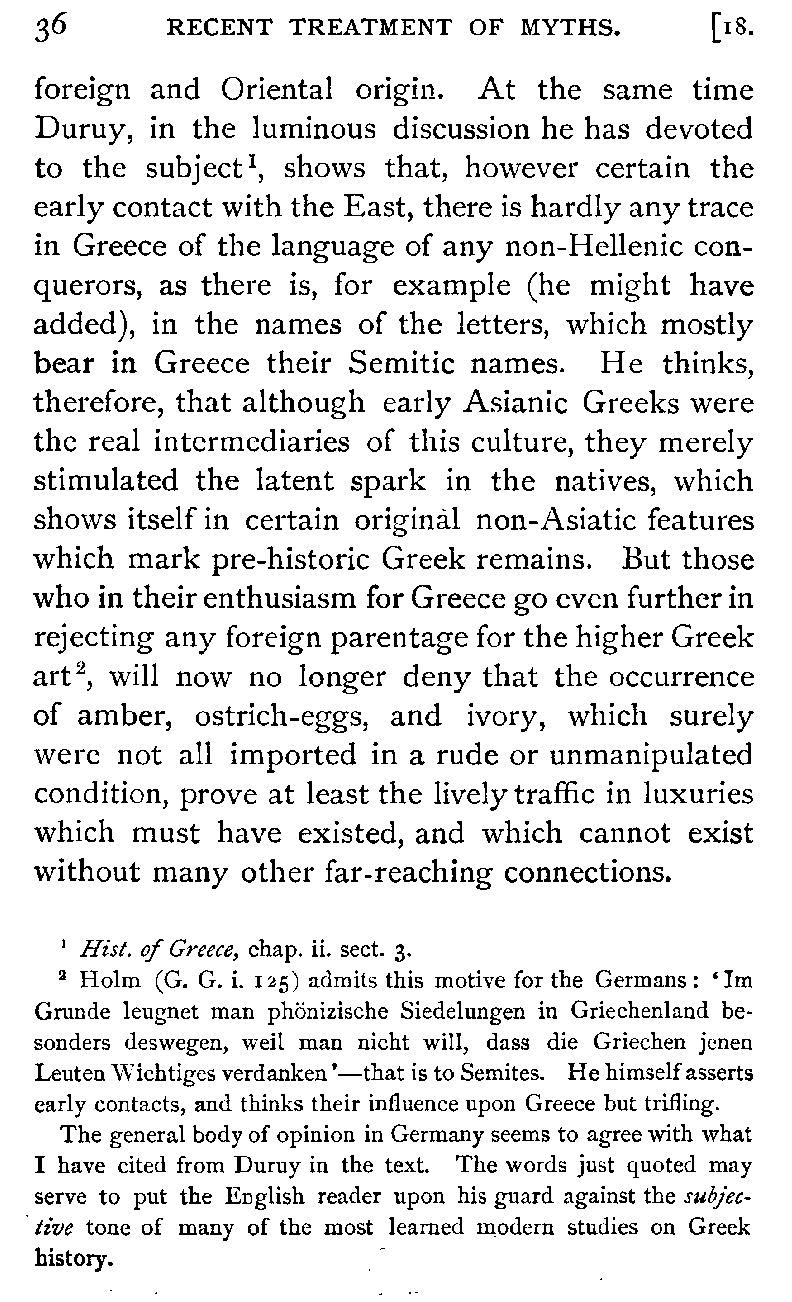 36 RECENT TREATMENT OF MYTHS. [18.
foreign and Oriental origin. At the same time
Duruy, in the luminous discussion he has devoted
to the subject¹, shows that, however certain the
early contact with the East, there is hardly any trace
in Greece of the language of any non-Hellenic con-
querors, as there is, for example (he might have
added), in the names of the letters, which mostly
bear in Greece their Semitic names. He thinks,
therefore, that although early Asianic Greeks were
the real intermediaries of this culture, they merely
stimulated the latent spark in the natives, which
shows itself in certain original non-Asiatic features
which mark pre-historic Greek remains. But those
who in their enthusiasm for Greece go even further in
rejecting any foreign parentage for the higher Greek
art², will now no longer deny that the occurrence
of amber, ostrich-eggs, and ivory, which surely
were not all imported in a rude or unmanipulated
condition, prove at least the lively traffic in luxuries
which must have existed, and which cannot exist
without many other far-reaching connections.
¹ Hist. of Greece, chap. ii. sect. 3.
² Holm (G. G. i. 125) admits this motive for the Germans: ‘Im
Grunde leugnet man phönizische Siedelungen in Griechenland be-
sonders deswegen, weil man nicht will, dass die Griechen jenen
Leuten Wichtiges verdanken’—that is to Semites. He himself asserts
early contacts, and thinks their influence upon Greece but trifling.
The general body of opinion in Germany seems to agree with what
I have cited from Duruy in the text. The words just quoted may
serve to put the English reader upon his guard against the subjec-
tive tone of many of the most learned modern studies on Greek
history.